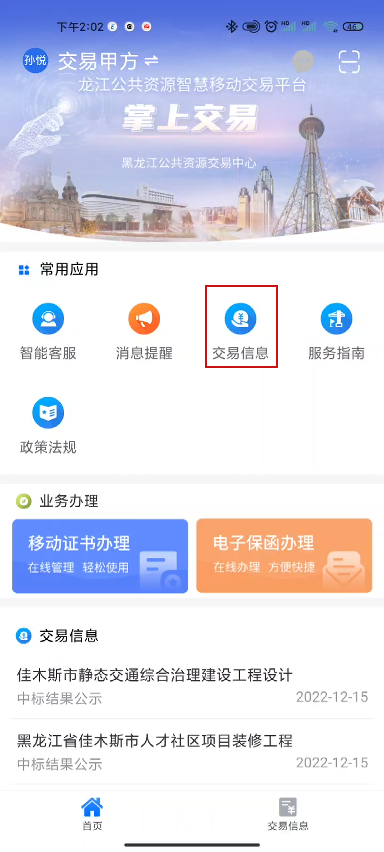 下午2:02
HD HD 46
孙悦 交易甲方
龙江公共资源智慧移动交易平台
掌上交易
黑龙江公共资源交易中心
常用应用
智能客服 消息提醒 交易信息 服务指南
政策法规
业务办理
移动证书办理 电子保函办理
在线管理 轻松使用 在线办理 方便快捷
交易信息
佳木斯市静态交通综合治理建设工程设计
中标结果公示 2022-12-15
黑龙江省佳木斯市人才社区项目装修工程
中标结果公示 2022-12-15
首页 交易信息